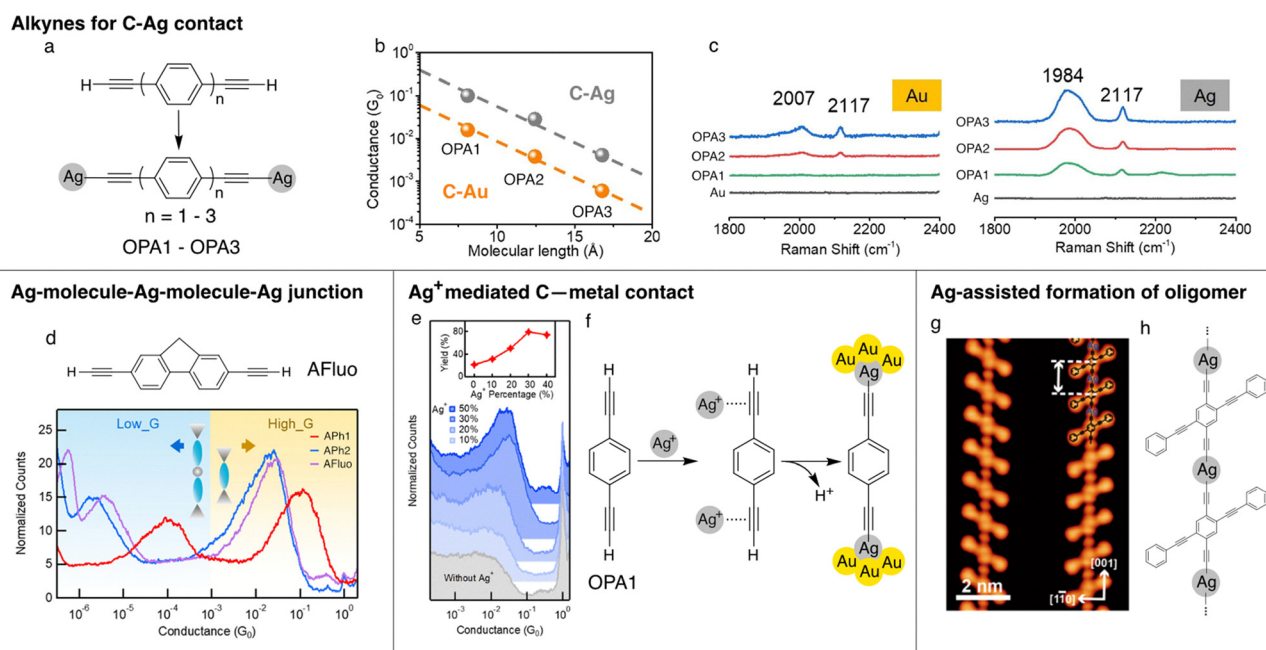 Alkynes for C-Ag contact
a
H
n
H
Ag
n
Ag
n = 1 - 3
OPA1 - OPA3
b
Conductance (G0)
10^0
10^-1
10^-2
10^-3
10^-4
C-Ag
OPA1
OPA2
C-Au
OPA3
5 10 15 20
Molecular length (Å)
c
2007 2117
Au
OPA3
OPA2
OPA1
Au
1800 2000 2200 2400
Raman Shift (cm^-1)
1984
2117
Ag
OPA3
OPA2
OPA1
Ag
1800 2000 2200 2400
Raman Shift (cm^-1)
Ag-molecule-Ag-molecule-Ag junction
d
H
H
AFluo
Normalized Counts
25
20
15
10
5
0
Low_G
High_G
APh1
APh2
AFluo
10^-6 10^-5 10^-4 10^-3 10^-2 10^-1 10^0
Conductance (G0)
Ag+ mediated C—metal contact
e
Yield (%)
80
40
0 10 20 30 40
Ag+ Percentage (%)
Ag+
50%
30%
20%
10%
Normalized Counts
Without Ag+
10^-3 10^-2 10^-1 10^0
Conductance (G0)
f
H
H
OPA1
Ag+
H
Ag+
Ag+
H
H+
Au Au Au
Ag
Ag
Au Au Au
Ag-assisted formation of oligomer
g
2 nm
[001]
[1̄10]
h
Ag
Ag
Ag